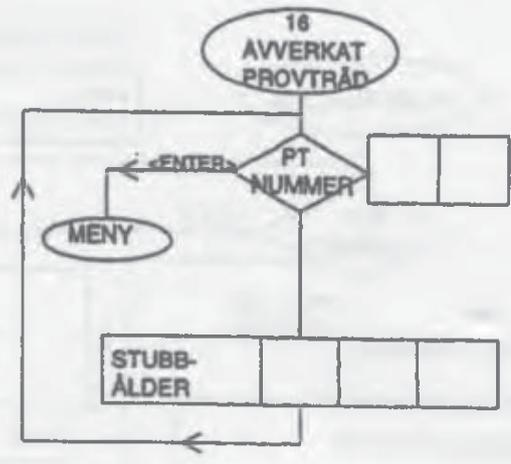 16
AVVERKAT
PROVTRÄD
<ENTER>
PT
NUMMER
MENY
STUBB-
ÅLDER